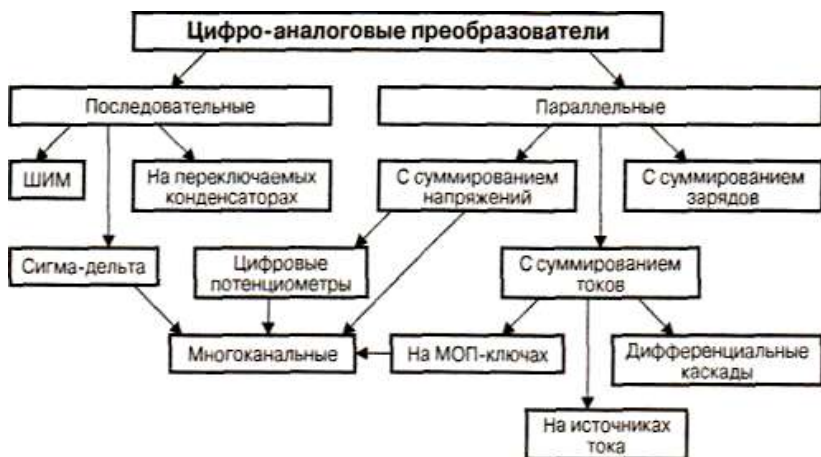 Цифро-аналоговые преобразователи
Последовательные
Параллельные
ШИМ
На переключаемых
конденсаторах
С суммированием
напряжений
С суммированием
зарядов
Сигма-дельта
Цифровые
потенциометры
С суммированием
токов
Многоканальные
На МОП-ключах
Дифференциальные
каскады
На источниках
тока